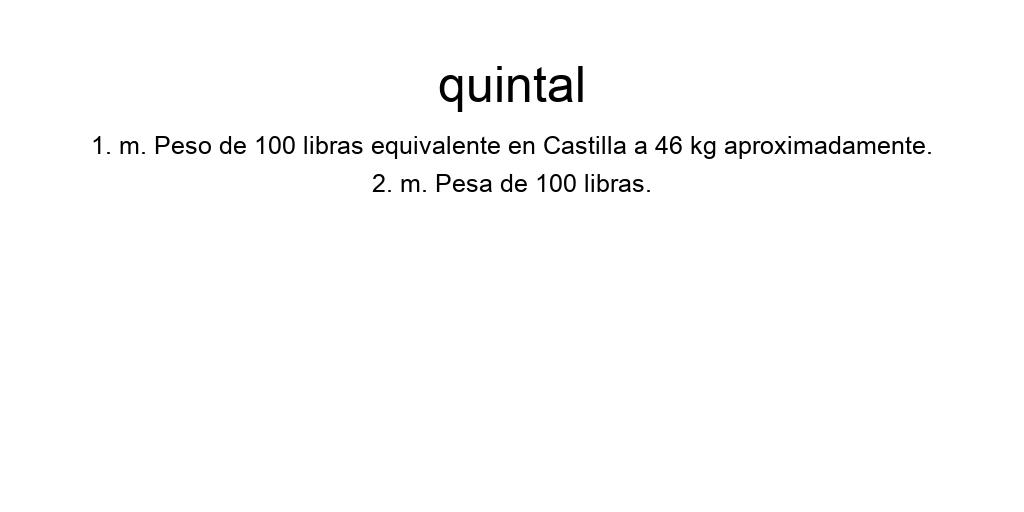 quintal
1. m. Peso de 100 libras equivalente en Castilla a 46 kg aproximadamente.
2. m. Pesa de 100 libras.